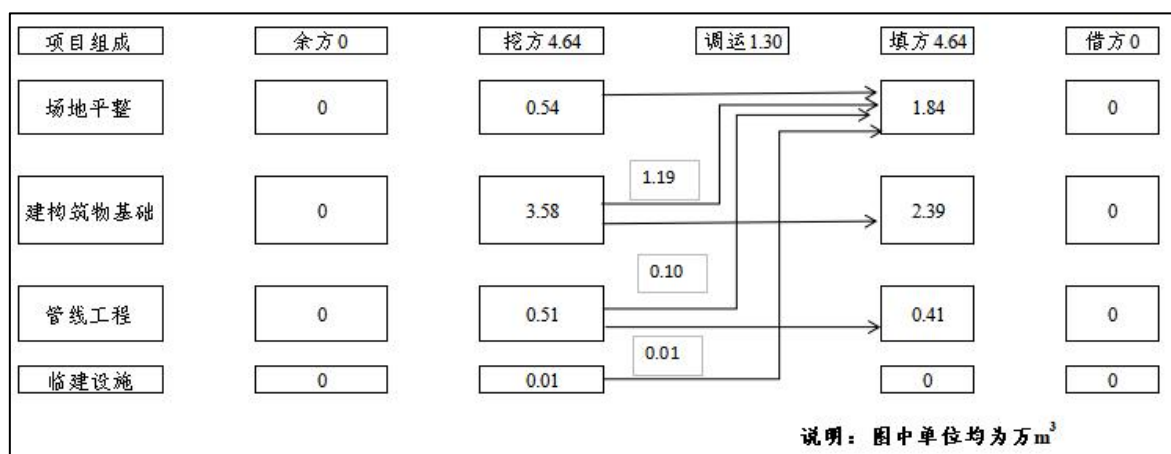 项目组成 余方0 挖方4.64 调运1.30 填方4.64 借方0
场地平整 0 0.54 1.84 0
1.19
建构筑物基础 0 3.58 2.39 0
0.10
管线工程 0 0.51 0.41 0
0.01
临建设施 0 0.01 0 0
说明：图中单位均为万m³